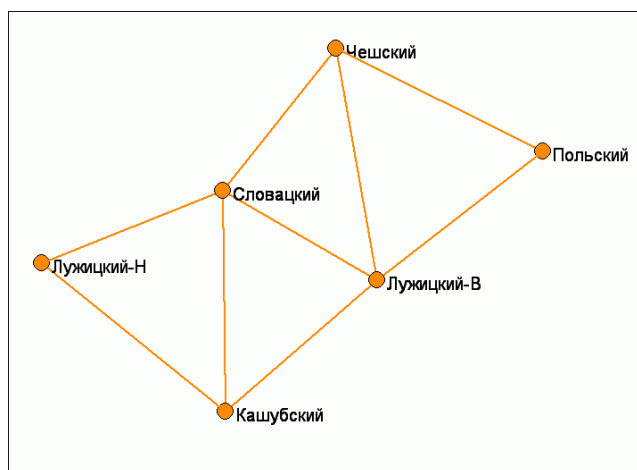 Чешский
Польский
Словацкий
Лужицкий-Н
Лужицкий-В
Кашубский